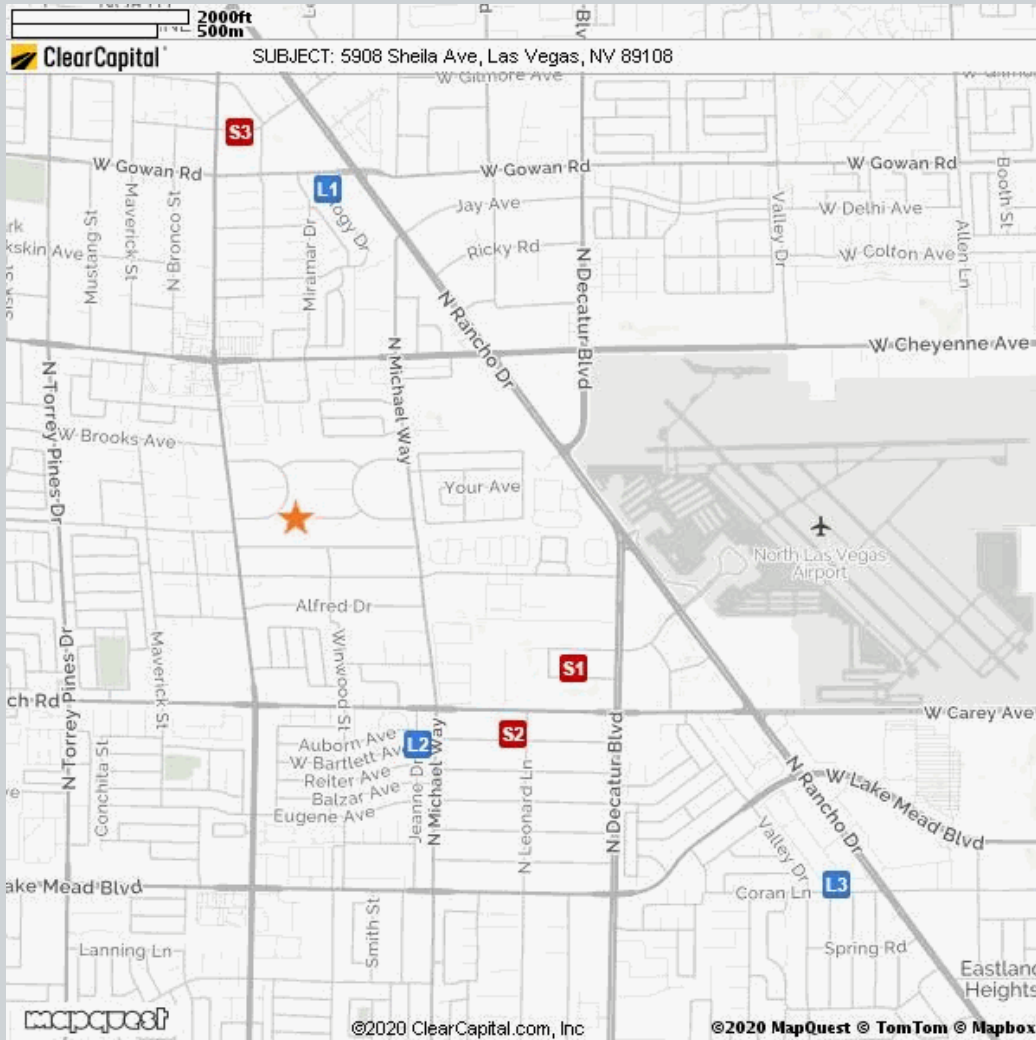 2000ft
500m
ClearCapital
SUBJECT: 5908 Sheila Ave, Las Vegas, NV 89108
W Gilmore Ave
S3
W Gowan Rd
W Gowan Rd
W Gowan Rd
L1
Jay Ave
Ricky Rd
Miramar Dr
Mustang St
Maverick St
N Bronco St
N Decatur Blvd
Valley Dr
W Delhi Ave
W Colton Ave
Allen Ln
Booth St
N Rancho Dr
W Cheyenne Ave
N Michael Way
N Torrey Pines Dr
W Brooks Ave
Your Ave
North Las Vegas
Airport
Alfred Dr
Winwood St
Maverick St
N Torrey Pines Dr
S1
ch Rd
W Carey Ave
S2
L2
Auborn Ave
W Bartlett Ave
Reiter Ave
Balzar Ave
Eugene Ave
Jeanne Dr
N Michael Way
N Leonard Ln
N Decatur Blvd
Conchita St
N Rancho Dr
W Lake Mead Blvd
Valley Dr
L3
Coran Ln
ake Mead Blvd
Smith St
Lanning Ln
Spring Rd
Eastland
Heights
mapquest
©2020 ClearCapital.com, Inc
©2020 MapQuest © TomTom © Mapbox